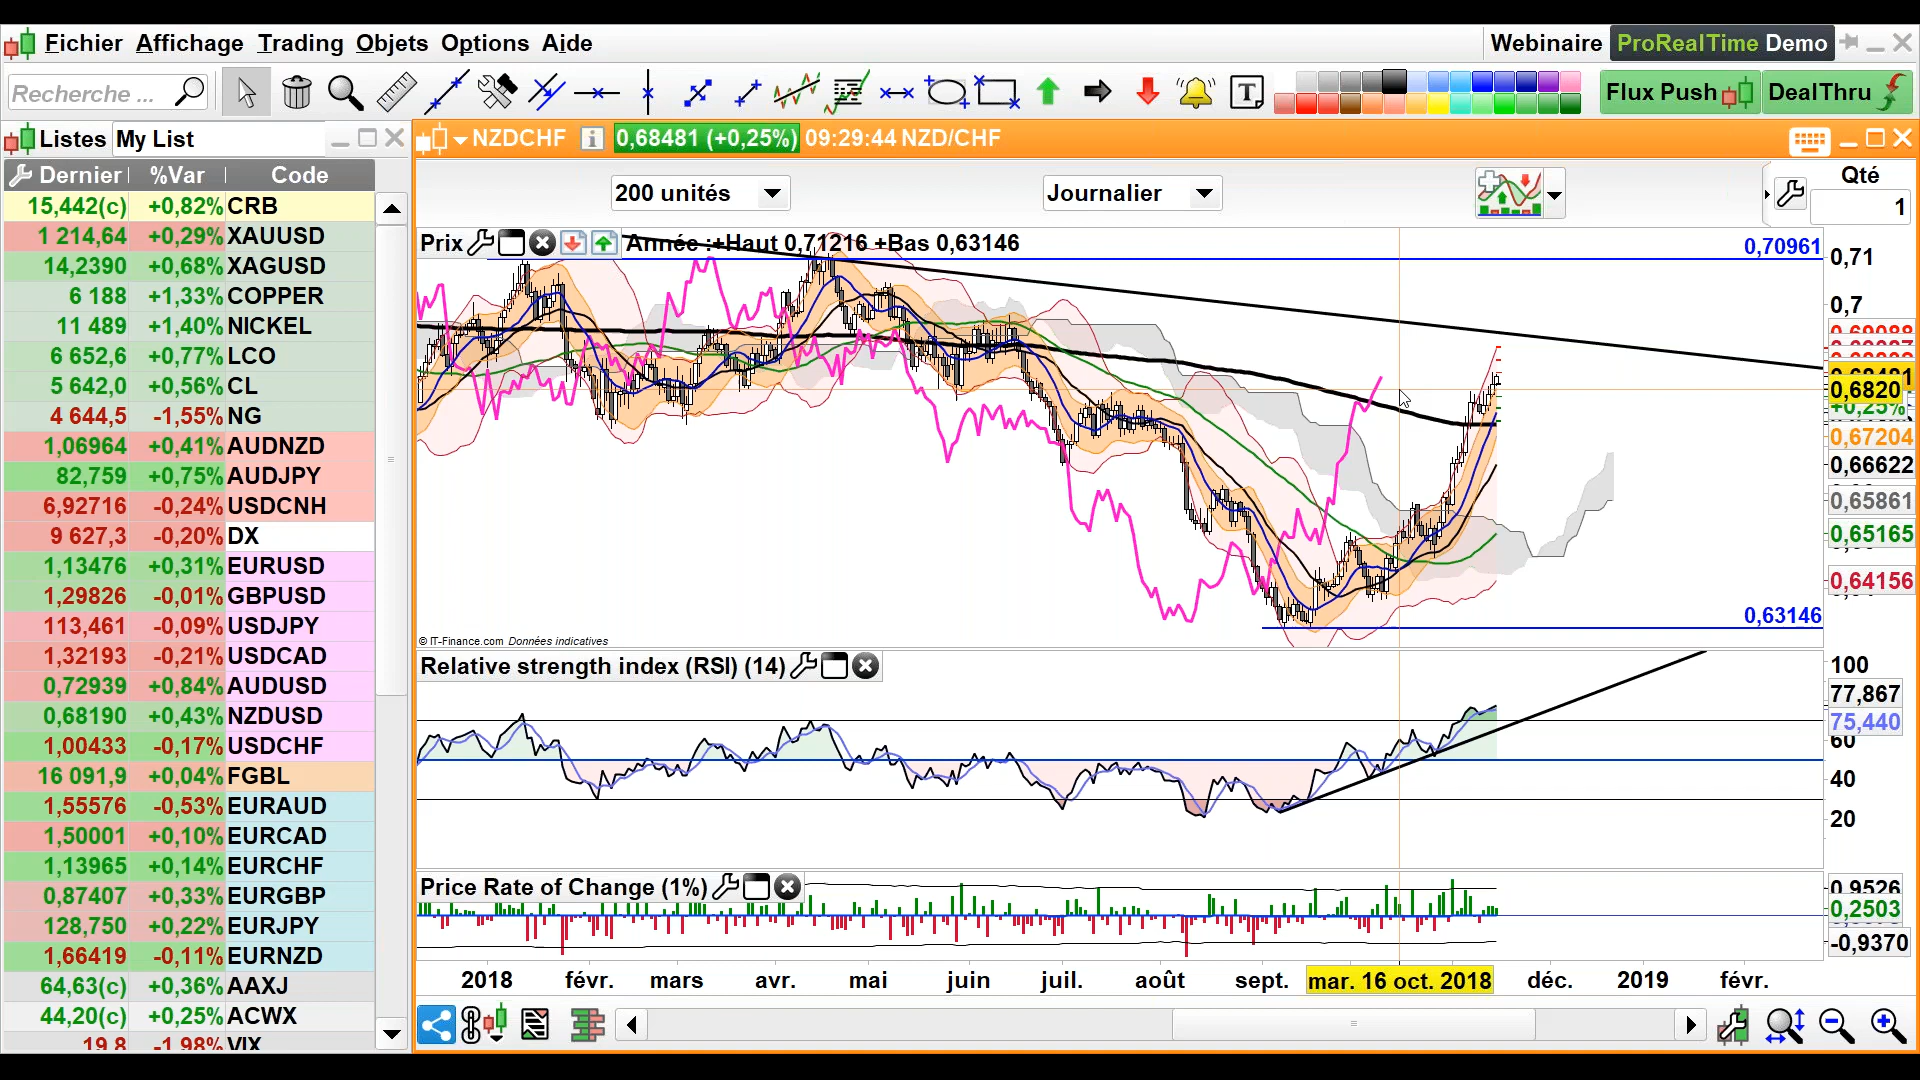 Fichier Affichage Trading Objets Options Aide
Webinaire ProRealTime Demo
Recherche ...
T
Flux Push DealThru
Listes My List
NZDCHF i 0,68481 (+0,25%) 09:29:44 NZD/CHF
Dernier %Var Code
15,442(c) +0,82% CRB
1 214,64 +0,29% XAUUSD
14,2390 +0,68% XAGUSD
6 188 +1,33% COPPER
11 489 +1,40% NICKEL
6 652,6 +0,77% LCO
5 642,0 +0,56% CL
4 644,5 -1,55% NG
1,06964 +0,41% AUDNZD
82,759 +0,75% AUDJPY
6,92716 -0,24% USDCNH
9 627,3 -0,20% DX
1,13476 +0,31% EURUSD
1,29826 -0,01% GBPUSD
113,461 -0,09% USDJPY
1,32193 -0,21% USDCAD
0,72939 +0,84% AUDUSD
0,68190 +0,43% NZDUSD
1,00433 -0,17% USDCHF
16 091,9 +0,04% FGBL
1,55576 -0,53% EURAUD
1,50001 +0,10% EURCAD
1,13965 +0,14% EURCHF
0,87407 +0,33% EURGBP
128,750 +0,22% EURJPY
1,66419 -0,11% EURNZD
64,63(c) +0,36% AAXJ
44,20(c) +0,25% ACWX
19,8 -1,98% VIX
200 unités
Journalier
Qté
1
Prix
Année :+Haut 0,71216 +Bas 0,63146
0,70961
0,71
0,7
0,6820
+0,25%
0,67204
0,66622
0,65861
0,65165
0,64156
0,63146
© IT-Finance.com Données indicatives
Relative strength index (RSI) (14)
100
77,867
75,440
60
40
20
Price Rate of Change (1%)
0,9526
0,2503
-0,9370
2018 févr. mars avr. mai juin juil. août sept. mar. 16 oct. 2018 déc. 2019 févr.